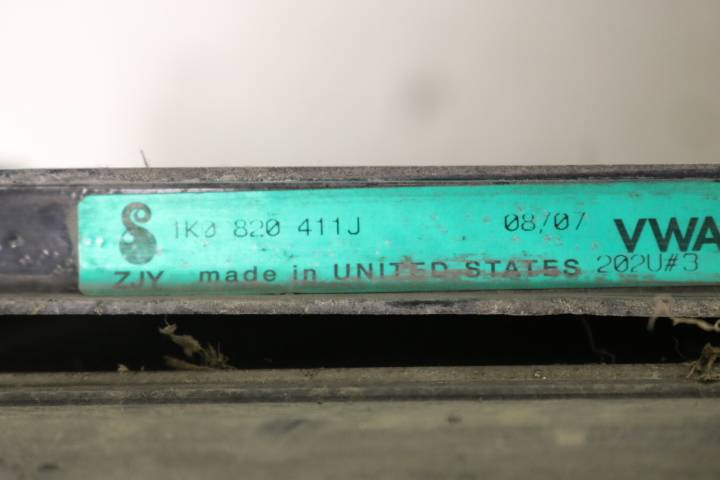 1K0 820 411J 08/07 VWA
ZJY made in UNITED STATES 202U#3